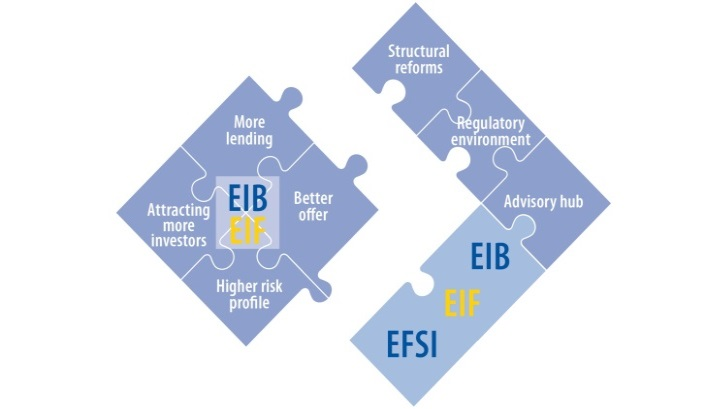 More
lending
EIB
EIF
Attracting
more
investors
Better
offer
Higher risk
profile
Structural
reforms
Regulatory
environment
Advisory hub
EIB
EIF
EFSI